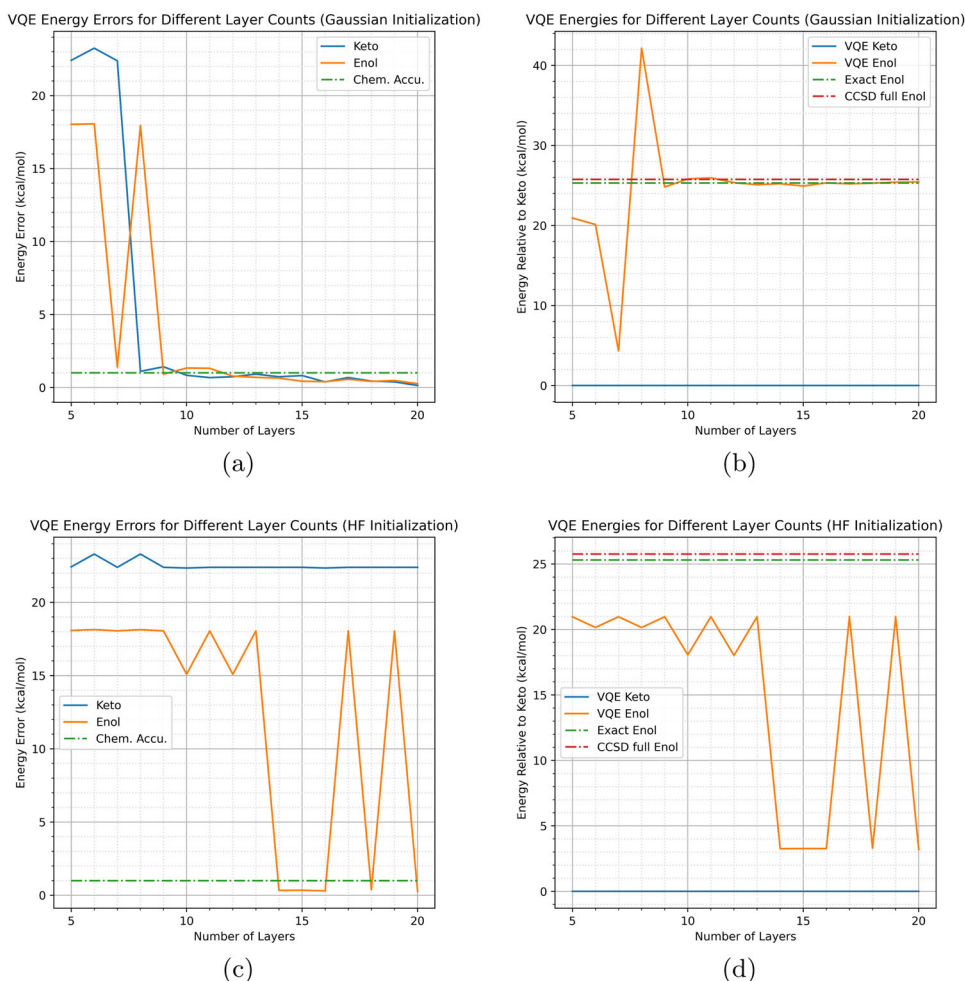 VQE Energy Errors for Different Layer Counts (Gaussian Initialization)
Energy Error (kcal/mol)
20
15
10
5
0
Keto
Enol
Chem. Accu.
5 10 15 20
Number of Layers
(a)
VQE Energies for Different Layer Counts (Gaussian Initialization)
Energy Relative to Keto (kcal/mol)
40
30
20
10
0
VQE Keto
VQE Enol
Exact Enol
CCSD full Enol
5 10 15 20
Number of Layers
(b)
VQE Energy Errors for Different Layer Counts (HF Initialization)
Energy Error (kcal/mol)
20
15
10
5
0
Keto
Enol
Chem. Accu.
5 10 15 20
Number of Layers
(c)
VQE Energies for Different Layer Counts (HF Initialization)
Energy Relative to Keto (kcal/mol)
25
20
15
10
5
0
VQE Keto
VQE Enol
Exact Enol
CCSD full Enol
5 10 15 20
Number of Layers
(d)